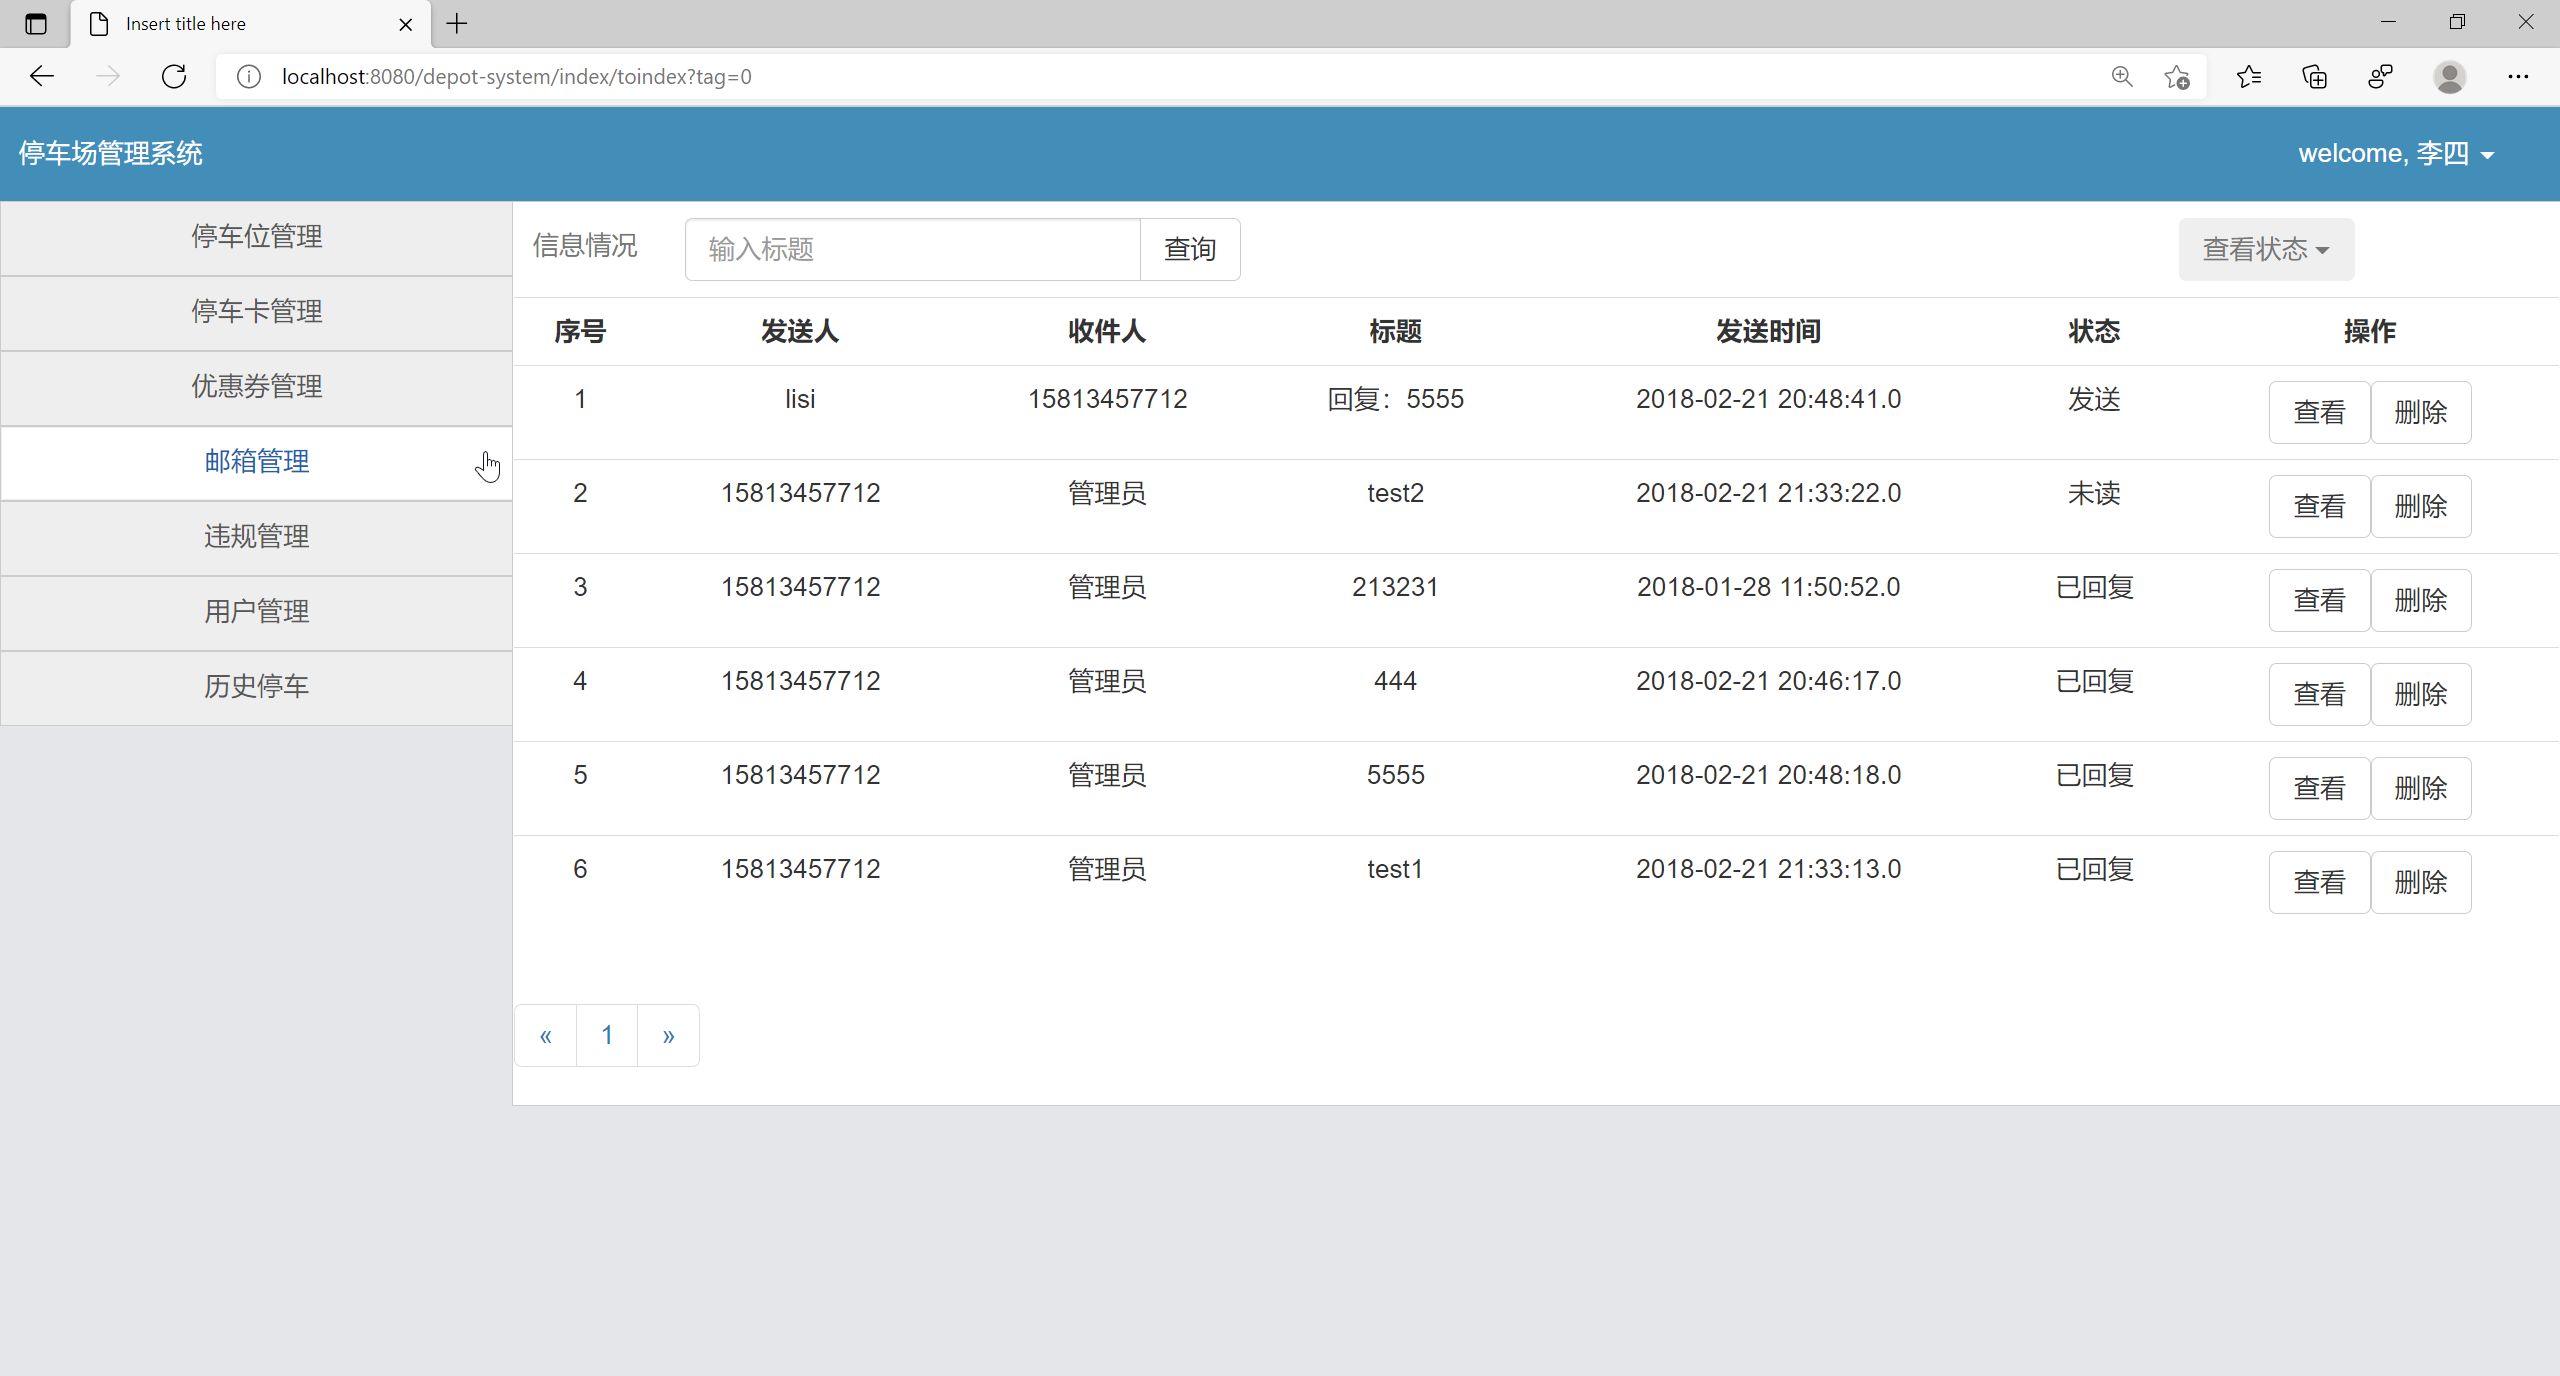 Insert title here
localhost:8080/depot-system/index/toindex?tag=0
停车场管理系统
welcome, 李四
停车位管理
停车卡管理
优惠券管理
邮箱管理
违规管理
用户管理
历史停车
信息情况 输入标题 查询 查看状态
序号 发送人 收件人 标题 发送时间 状态 操作
1 lisi 15813457712 回复：5555 2018-02-21 20:48:41.0 发送 查看 删除
2 15813457712 管理员 test2 2018-02-21 21:33:22.0 未读 查看 删除
3 15813457712 管理员 213231 2018-01-28 11:50:52.0 已回复 查看 删除
4 15813457712 管理员 444 2018-02-21 20:46:17.0 已回复 查看 删除
5 15813457712 管理员 5555 2018-02-21 20:48:18.0 已回复 查看 删除
6 15813457712 管理员 test1 2018-02-21 21:33:13.0 已回复 查看 删除
« 1 »